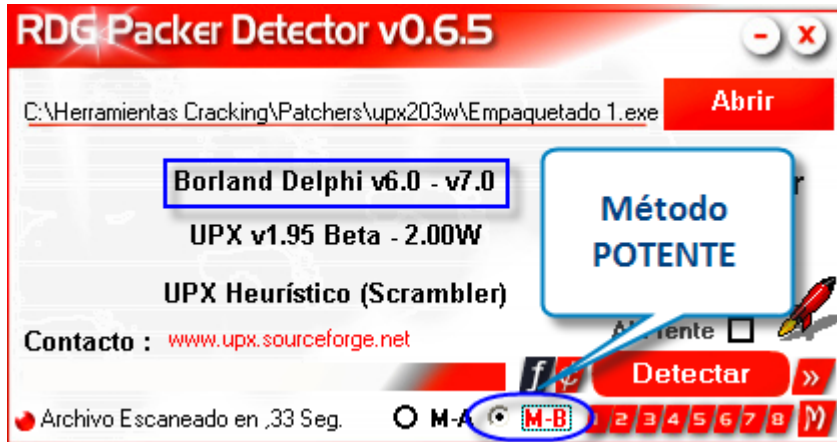 RDG Packer Detector v0.6.5
C:\Herramientas Cracking\Patchers\upx203w\Empaquetado 1.exe
Abrir
Borland Delphi v6.0 - v7.0
UPX v1.95 Beta - 2.00W
UPX Heurístico (Scrambler)
Método
POTENTE
Contacto : www.upx.sourceforge.net
Detectar »
Archivo Escaneado en ,33 Seg. M-A M-B 1 2 3 4 5 6 7 8